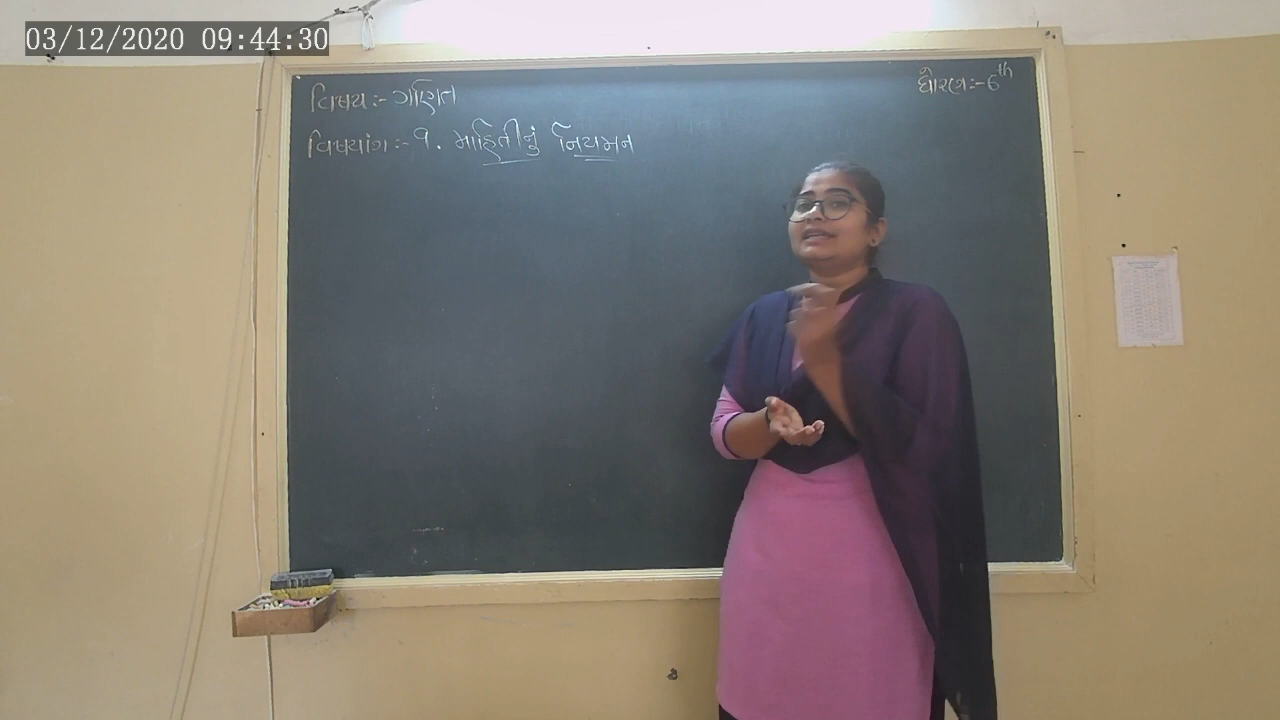 03/12/2020 09:44:30
વિષય:- ગણિત
ધોરણ:-6th
વિષયાંગ:- ૧. માહિતીનું નિયમન